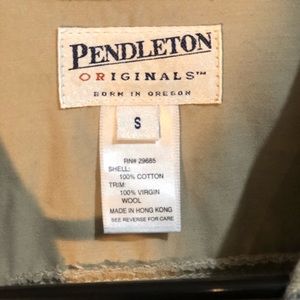 PENDLETON
ORIGINALS™
BORN IN OREGON
S
RN# 29685
SHELL:
100% COTTON
TRIM:
100% VIRGIN
WOOL
MADE IN HONG KONG
SEE REVERSE FOR CARE